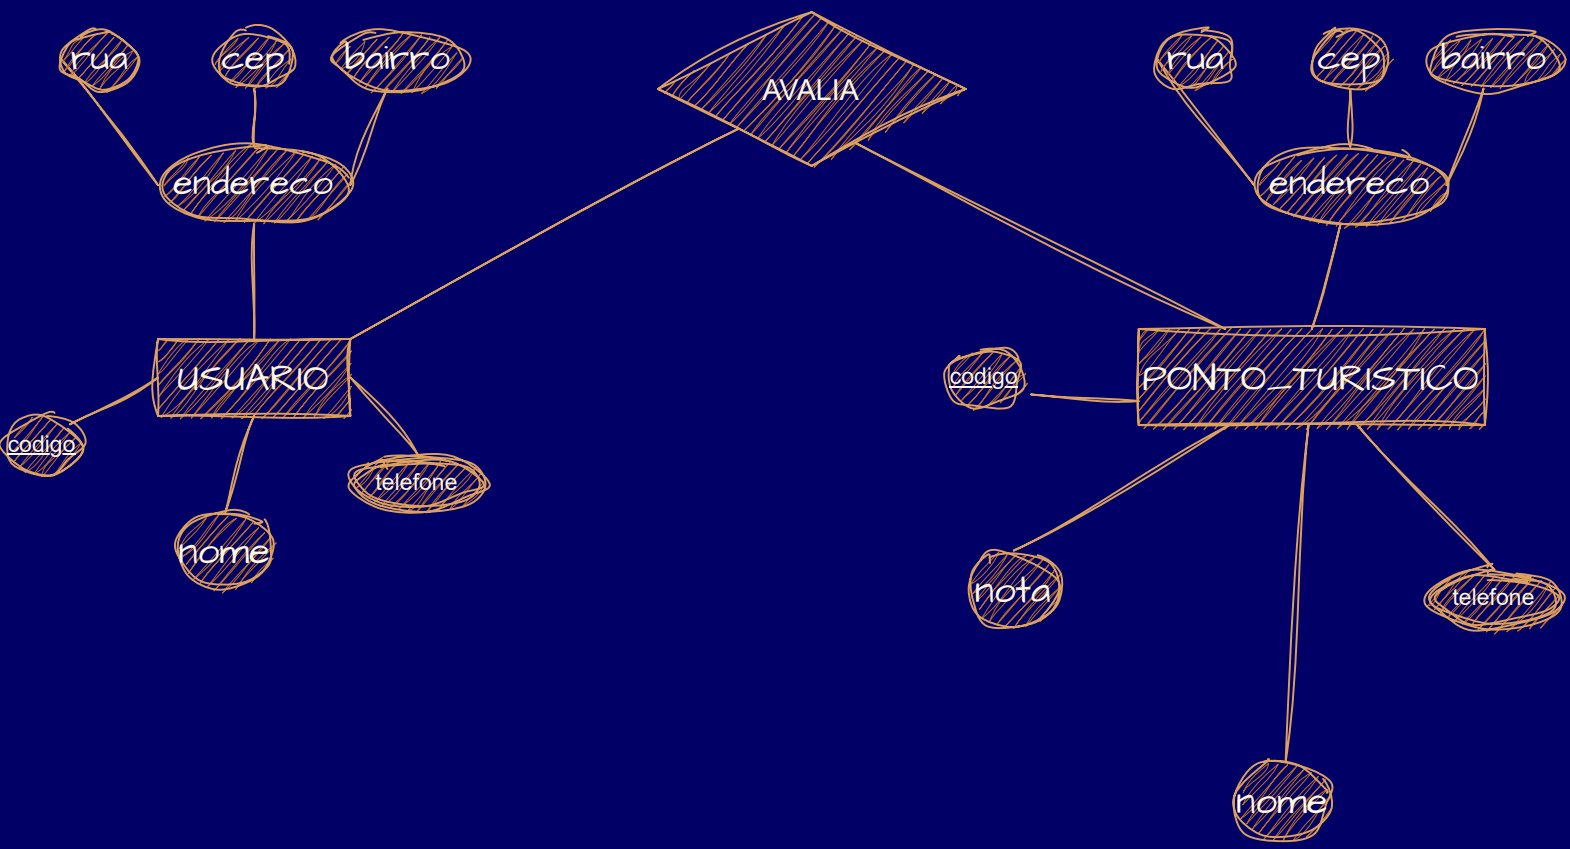 rua
cep
bairro
AVALIA
rua
cep
bairro
endereco
endereco
USUARIO
codigo
PONTO_TURISTICO
codigo
telefone
nome
nota
telefone
nome